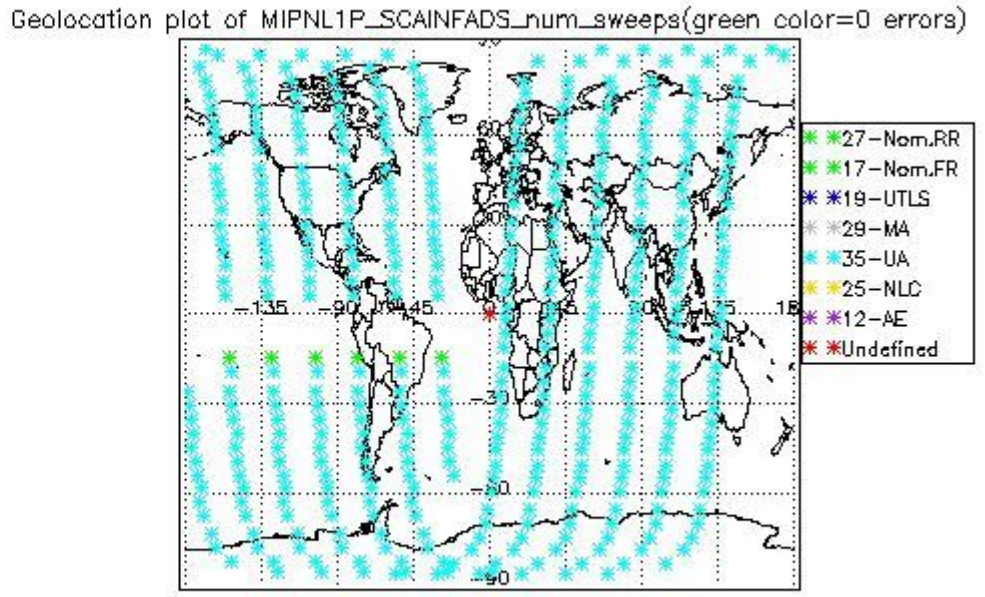 Geolocation plot of MIPNL1P_SCAINFADS_num_sweeps(green color=0 errors)
27-Nom.RR
17-Nom.FR
19-UTLS
29-MA
35-UA
25-NLC
12-AE
Undefined
60
-135
-90
-45
-30
-60
-90